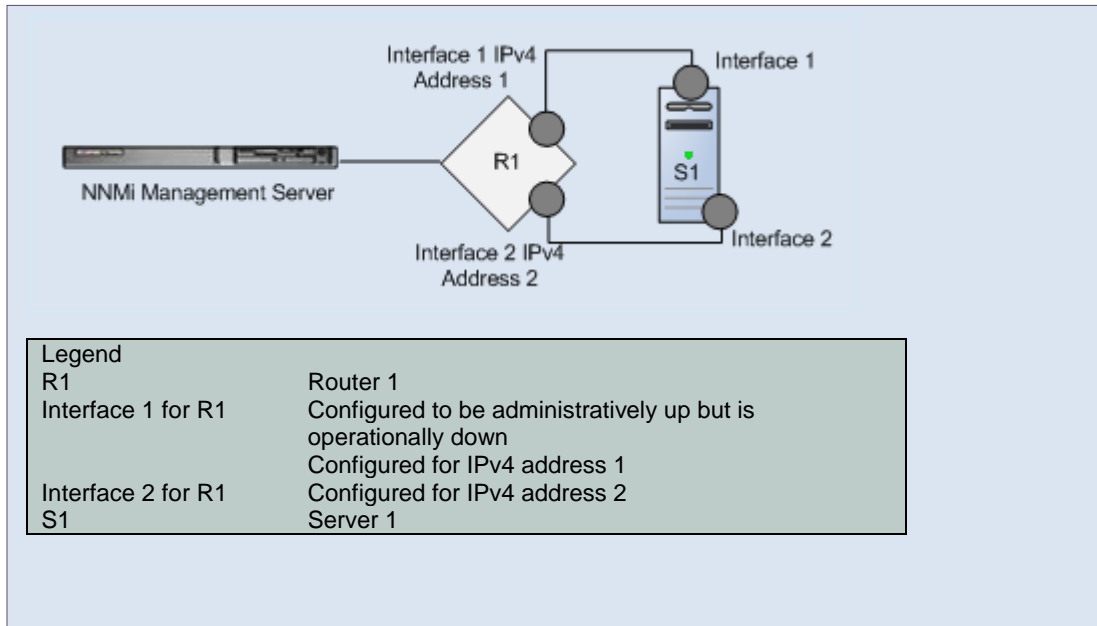 Interface 1 IPv4
Address 1
Interface 1
R1
S1
NNMi Management Server
Interface 2 IPv4
Address 2
Interface 2
Legend
R1 Router 1
Interface 1 for R1 Configured to be administratively up but is
operationally down
Configured for IPv4 address 1
Interface 2 for R1 Configured for IPv4 address 2
S1 Server 1